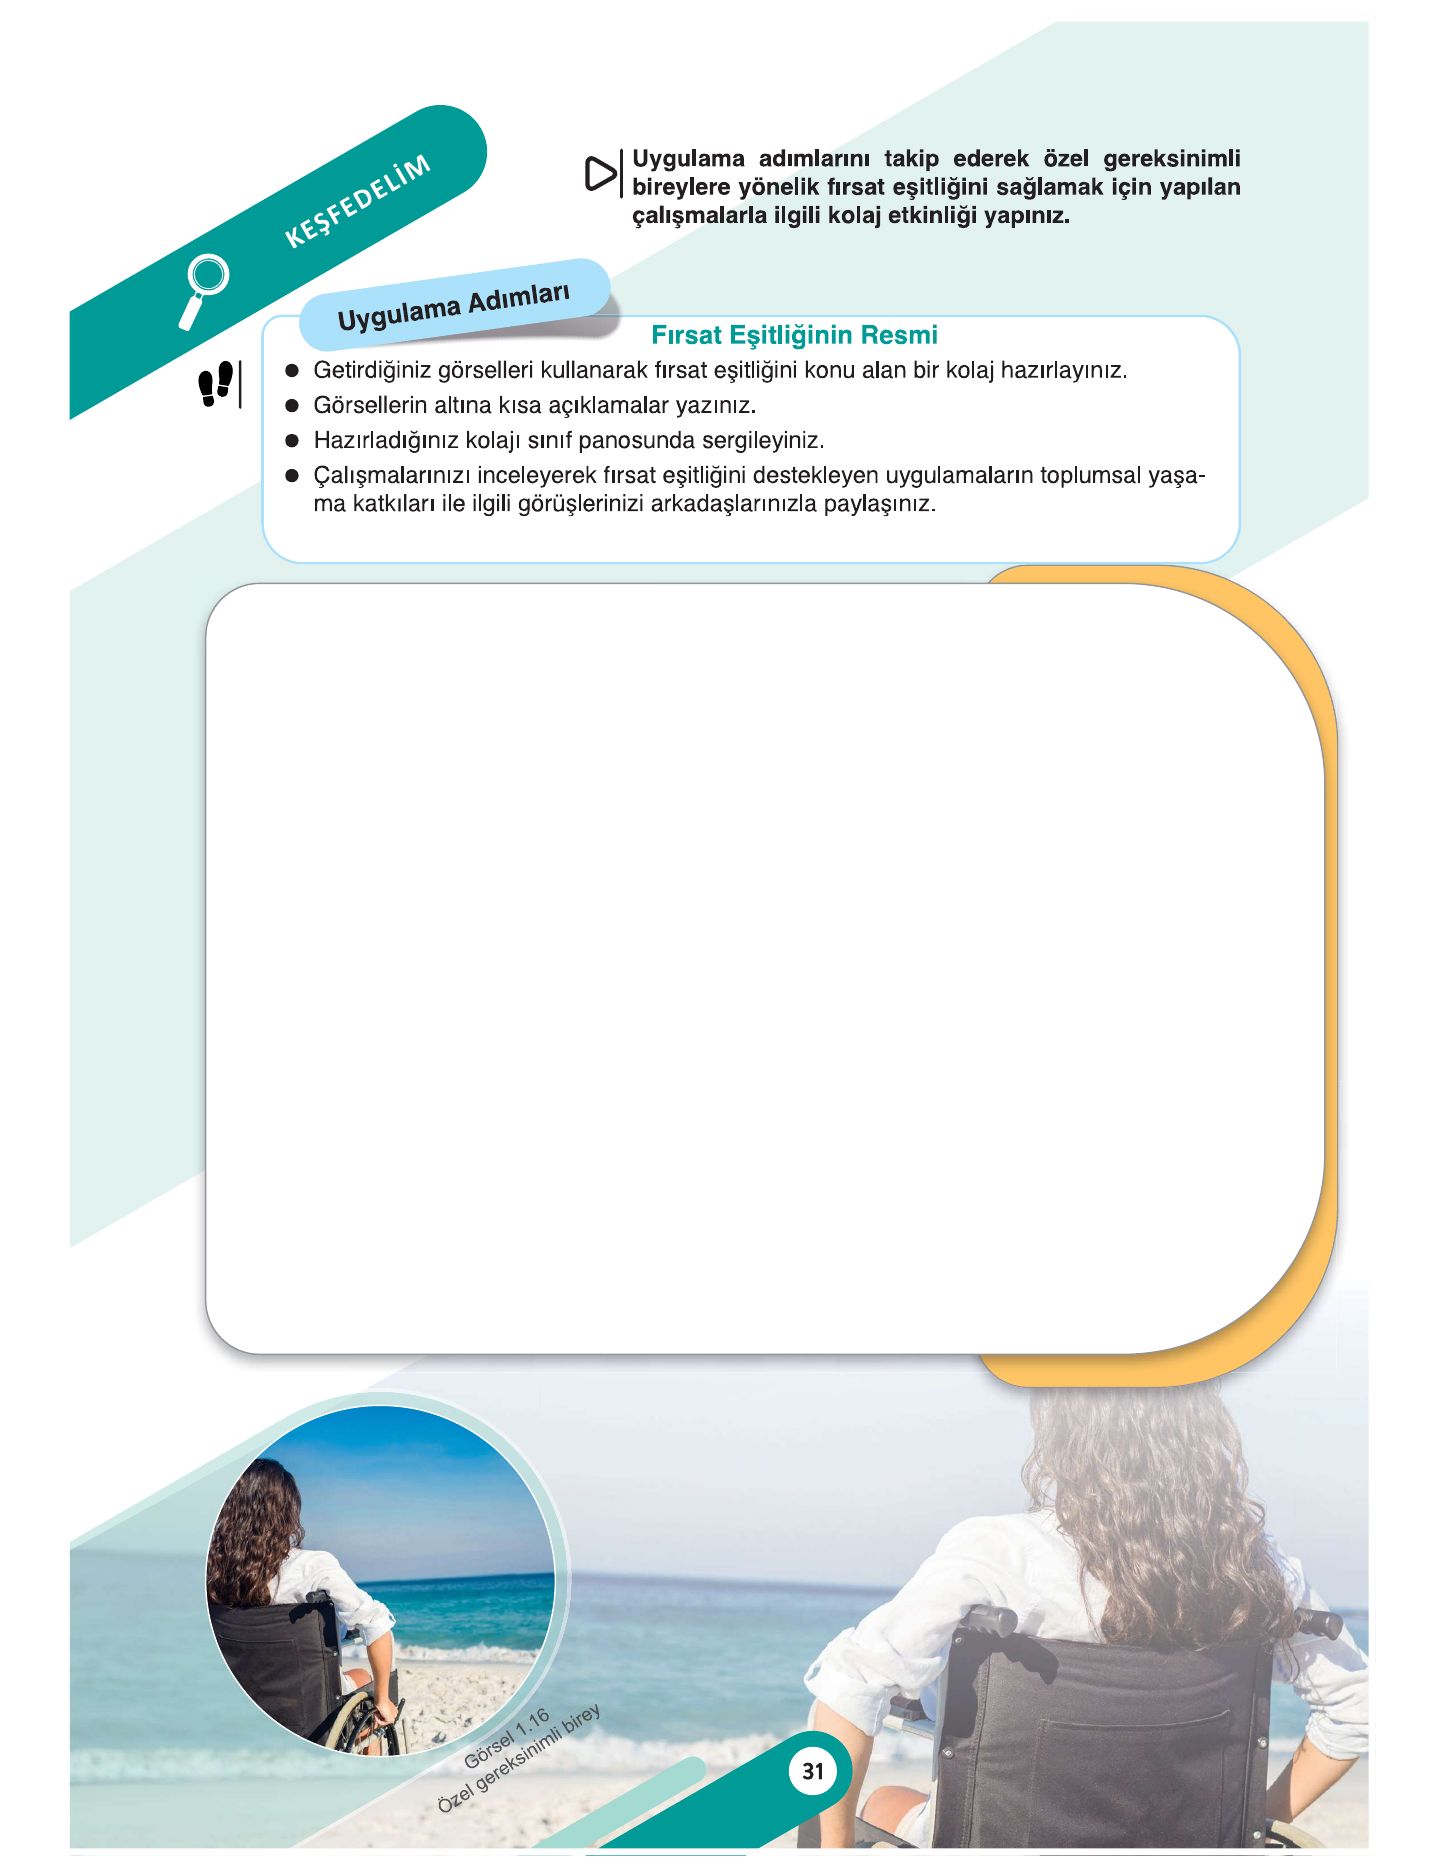 KEŞFEDELİM
Uygulama adımlarını takip ederek özel gereksinimli
bireylere yönelik fırsat eşitliğini sağlamak için yapılan
çalışmalarla ilgili kolaj etkinliği yapınız.
Uygulama Adımları
Fırsat Eşitliğinin Resmi
● Getirdiğiniz görselleri kullanarak fırsat eşitliğini konu alan bir kolaj hazırlayınız.
● Görsellerin altına kısa açıklamalar yazınız.
● Hazırladığınız kolajı sınıf panosunda sergileyiniz.
● Çalışmalarınızı inceleyerek fırsat eşitliğini destekleyen uygulamaların toplumsal yaşa-
ma katkıları ile ilgili görüşlerinizi arkadaşlarınızla paylaşınız.
Görsel 1.16
Özel gereksinimli birey
31